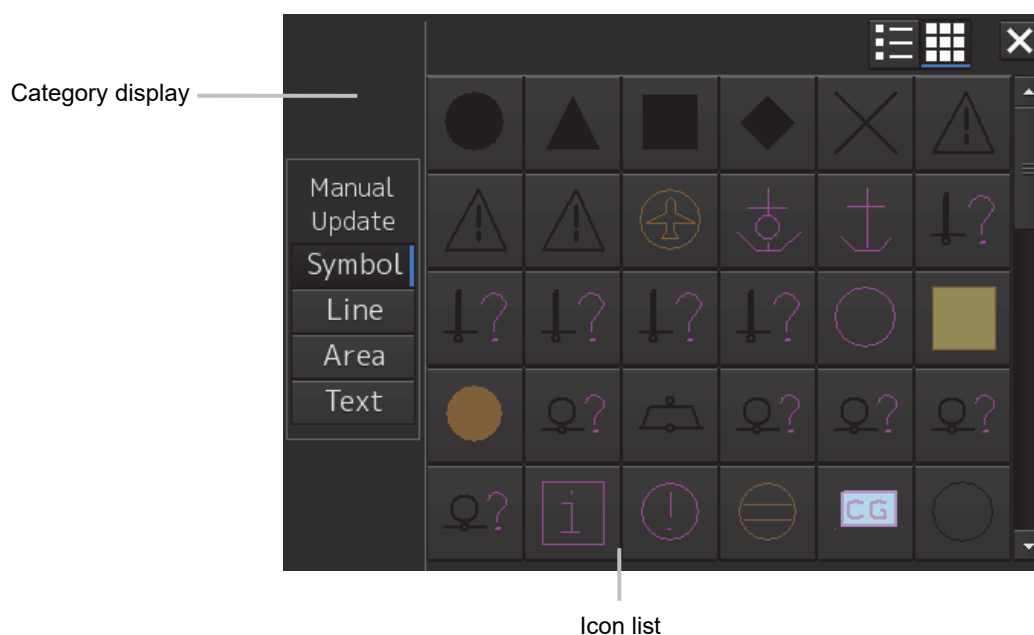 Category display
Manual
Update
Symbol
Line
Area
Text
?
? ? ? ?
? ? ? ?
? i ! CG
Icon list